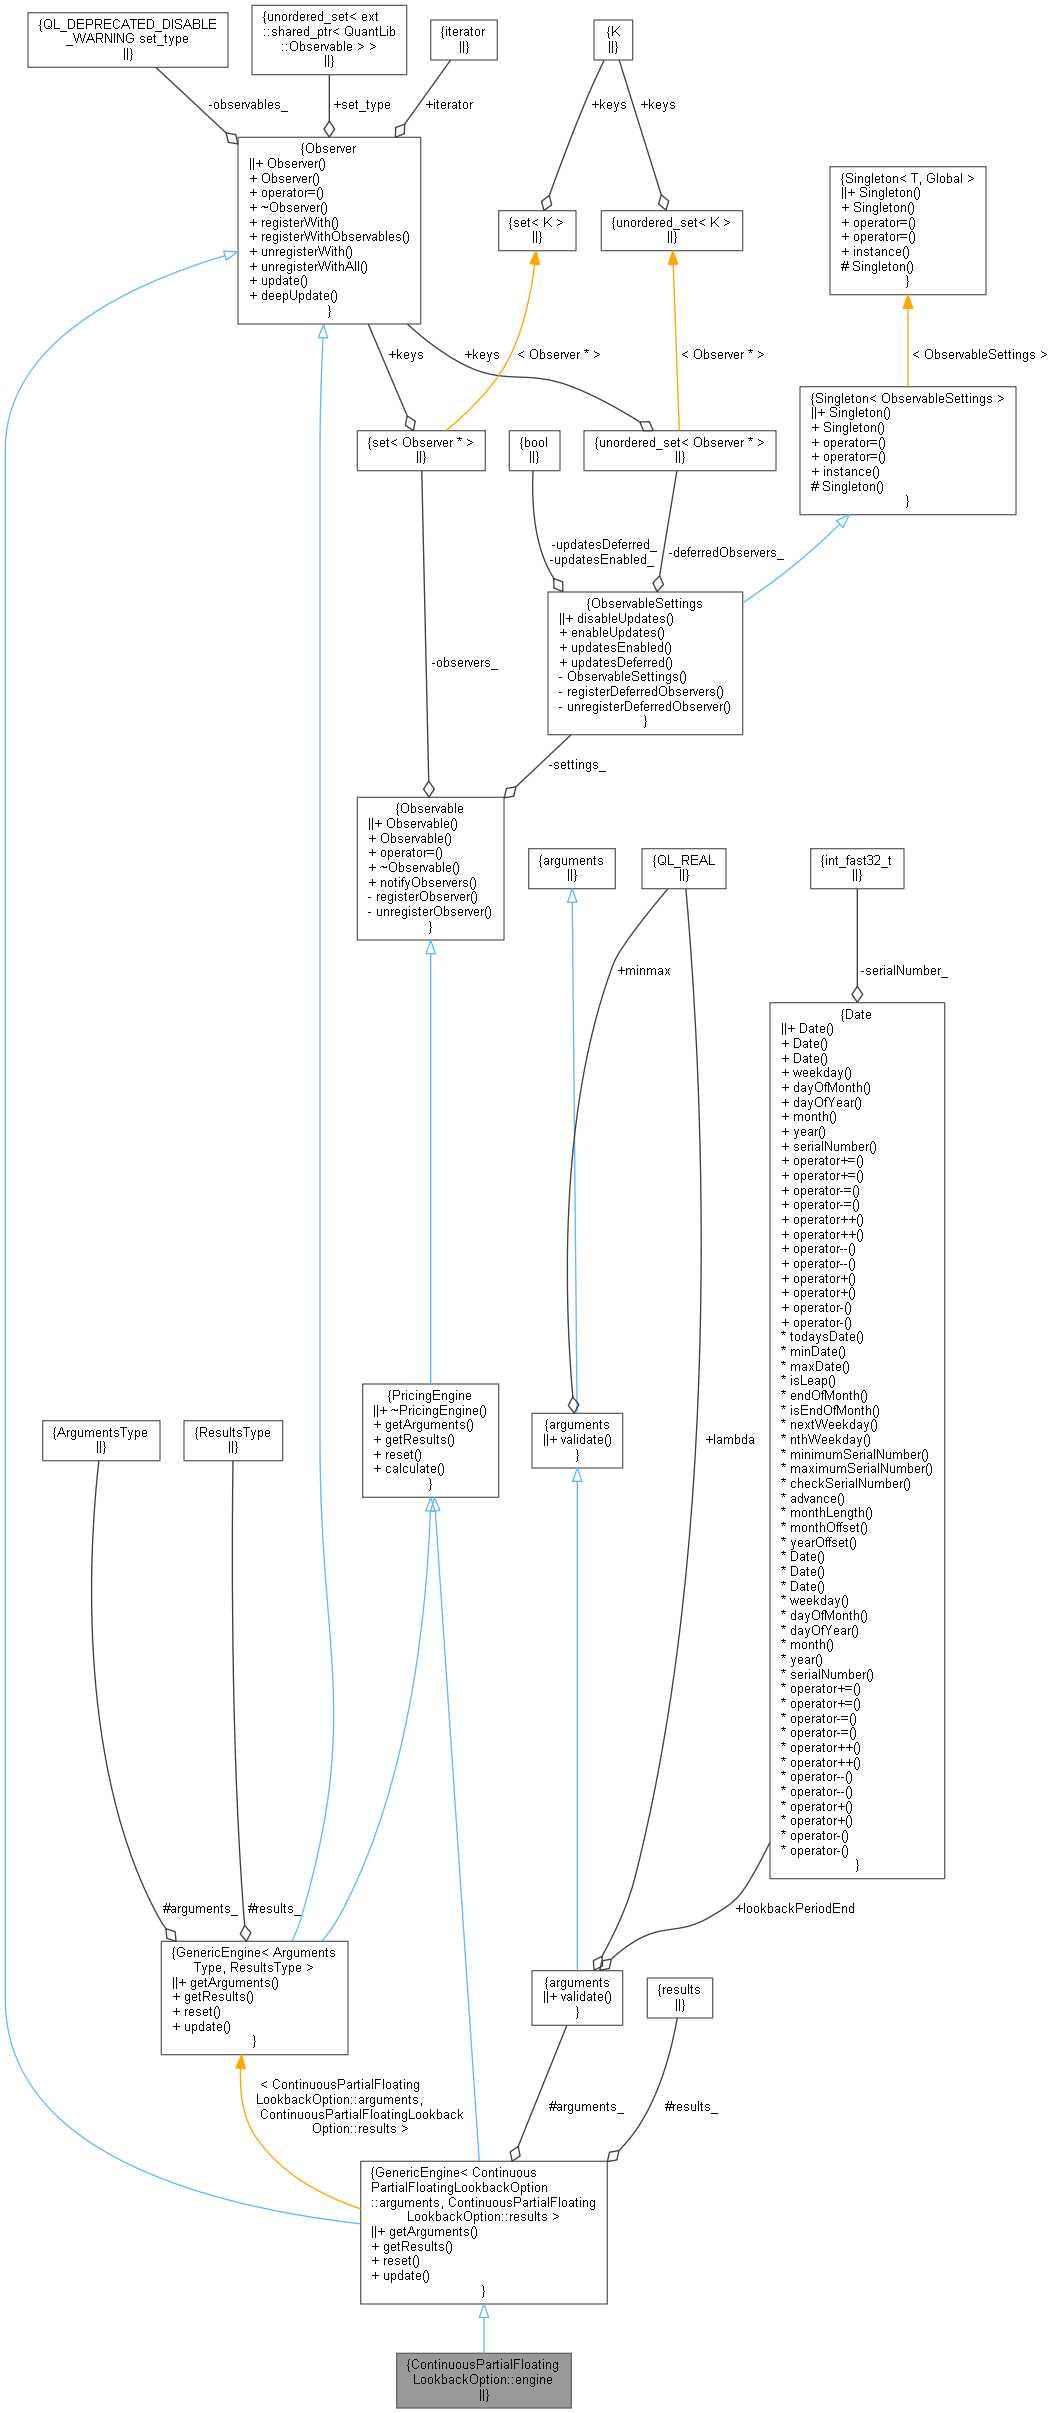 {QL_DEPRECATED_DISABLE
_WARNING set_type
||}
{unordered_set< ext
::shared_ptr< QuantLib
::Observable > >
||}
{iterator
||}
{K
||}
-observables_
+set_type
+iterator
+keys
+keys
{Observer
||+ Observer()
+ Observer()
+ operator=()
+ ~Observer()
+ registerWith()
+ registerWithObservables()
+ unregisterWith()
+ unregisterWithAll()
+ update()
+ deepUpdate()
}
{set< K >
||}
{unordered_set< K >
||}
{Singleton< T, Global >
||+ Singleton()
+ Singleton()
+ operator=()
+ operator=()
+ instance()
# Singleton()
}
+keys
+keys
< Observer * >
< Observer * >
< ObservableSettings >
{set< Observer * >
||}
{bool
||}
{unordered_set< Observer * >
||}
{Singleton< ObservableSettings >
||+ Singleton()
+ Singleton()
+ operator=()
+ operator=()
+ instance()
# Singleton()
}
-updatesDeferred_
-updatesEnabled_
-deferredObservers_
{ObservableSettings
||+ disableUpdates()
+ enableUpdates()
+ updatesEnabled()
+ updatesDeferred()
- ObservableSettings()
- registerDeferredObservers()
- unregisterDeferredObserver()
}
-observers_
-settings_
{Observable
||+ Observable()
+ Observable()
+ operator=()
+ ~Observable()
+ notifyObservers()
- registerObserver()
- unregisterObserver()
}
{arguments
||}
{QL_REAL
||}
{int_fast32_t
||}
+minmax
-serialNumber_
{Date
||+ Date()
+ Date()
+ Date()
+ weekday()
+ dayOfMonth()
+ dayOfYear()
+ month()
+ year()
+ serialNumber()
+ operator+=()
+ operator+=()
+ operator-=()
+ operator-=()
+ operator++()
+ operator++()
+ operator--()
+ operator--()
+ operator+()
+ operator+()
+ operator-()
+ operator-()
* todaysDate()
* minDate()
* maxDate()
* isLeap()
* endOfMonth()
* isEndOfMonth()
* nextWeekday()
* nthWeekday()
* minimumSerialNumber()
* maximumSerialNumber()
* checkSerialNumber()
* advance()
* monthLength()
* monthOffset()
* yearOffset()
* Date()
* Date()
* Date()
* weekday()
* dayOfMonth()
* dayOfYear()
* month()
* year()
* serialNumber()
* operator+=()
* operator+=()
* operator-=()
* operator-=()
* operator++()
* operator++()
* operator--()
* operator--()
* operator+()
* operator+()
* operator-()
* operator-()
}
{PricingEngine
||+ ~PricingEngine()
+ getArguments()
+ getResults()
+ reset()
+ calculate()
}
{ArgumentsType
||}
{ResultsType
||}
{arguments
||+ validate()
}
+lambda
#arguments_
#results_
+lookbackPeriodEnd
{GenericEngine< Arguments
Type, ResultsType >
||+ getArguments()
+ getResults()
+ reset()
+ update()
}
{arguments
||+ validate()
}
{results
||}
< ContinuousPartialFloating
LookbackOption::arguments,
ContinuousPartialFloatingLookback
Option::results >
#arguments_
#results_
{GenericEngine< Continuous
PartialFloatingLookbackOption
::arguments, ContinuousPartialFloating
LookbackOption::results >
||+ getArguments()
+ getResults()
+ reset()
+ update()
}
{ContinuousPartialFloating
LookbackOption::engine
||}